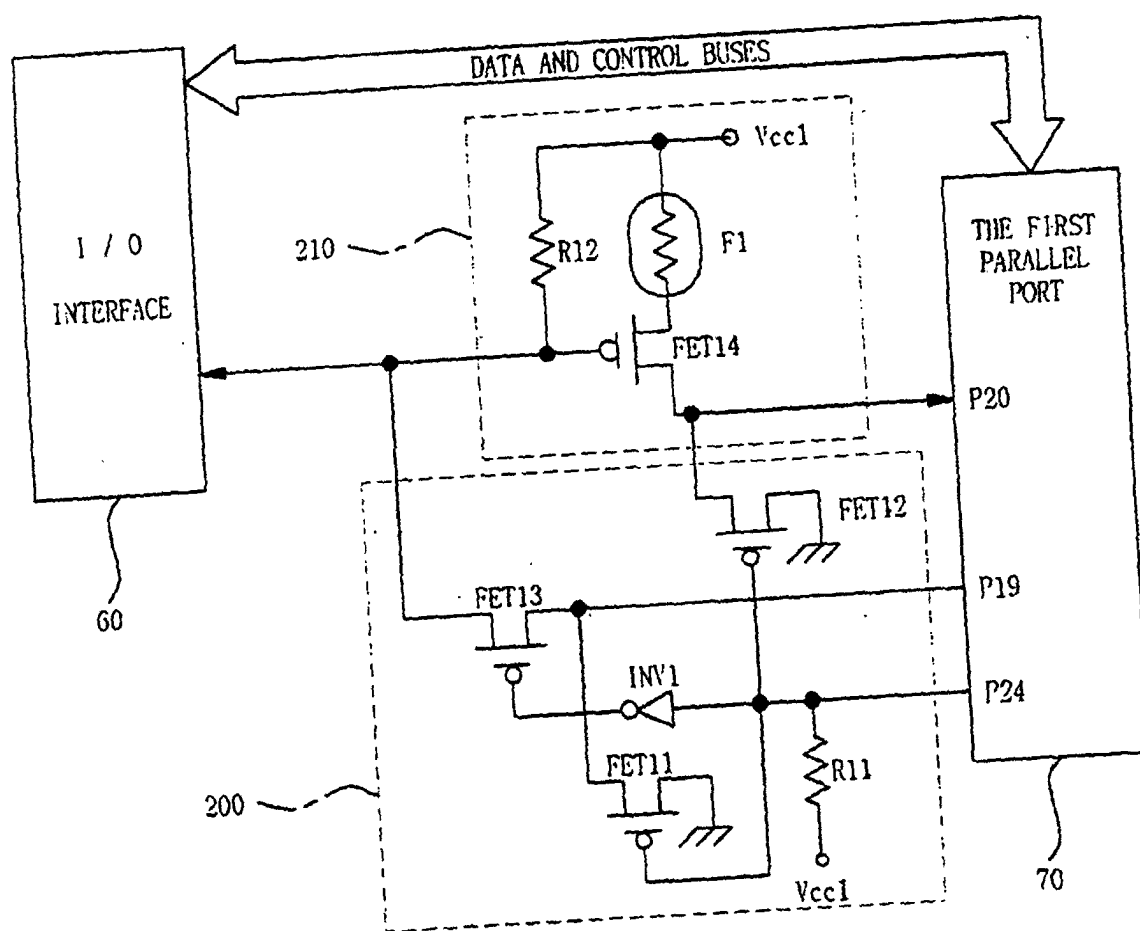 DATA AND CONTROL BUSES
Vcc1
I / O
INTERFACE
210
R12
F1
THE FIRST
PARALLEL
PORT
FET14
P20
FET12
60
FET13
P19
INV1
P24
FET11
R11
200
Vcc1
70